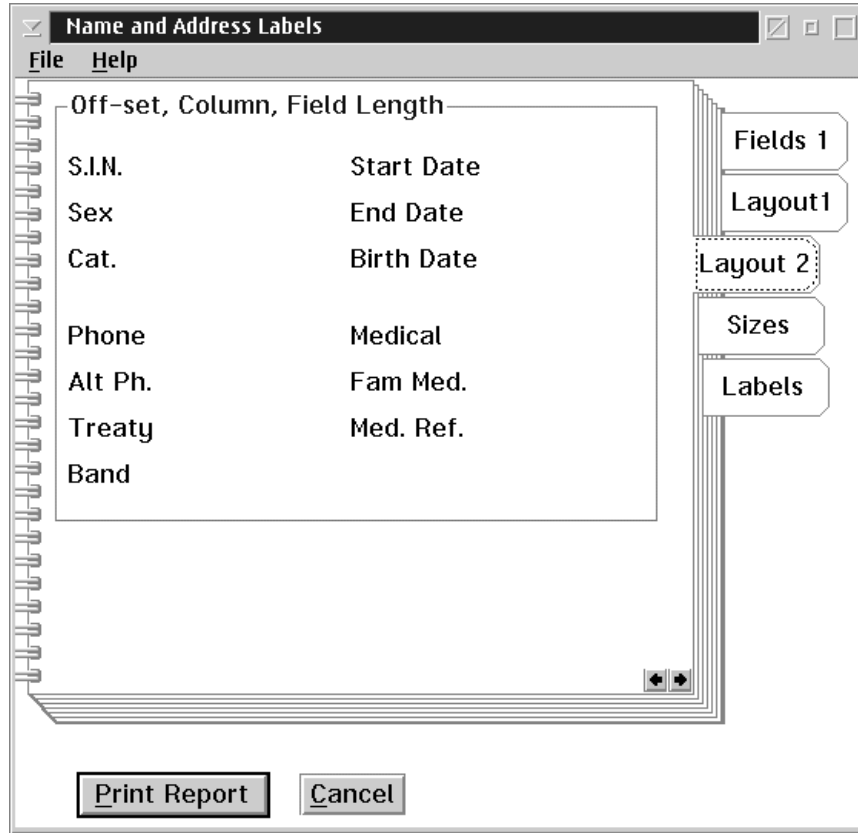 Name and Address Labels
File Help
Off-set, Column, Field Length
S.I.N. Start Date
Sex End Date
Cat. Birth Date
Phone Medical
Alt Ph. Fam Med.
Treaty Med. Ref.
Band
Fields 1
Layout1
Layout 2
Sizes
Labels
Print Report Cancel